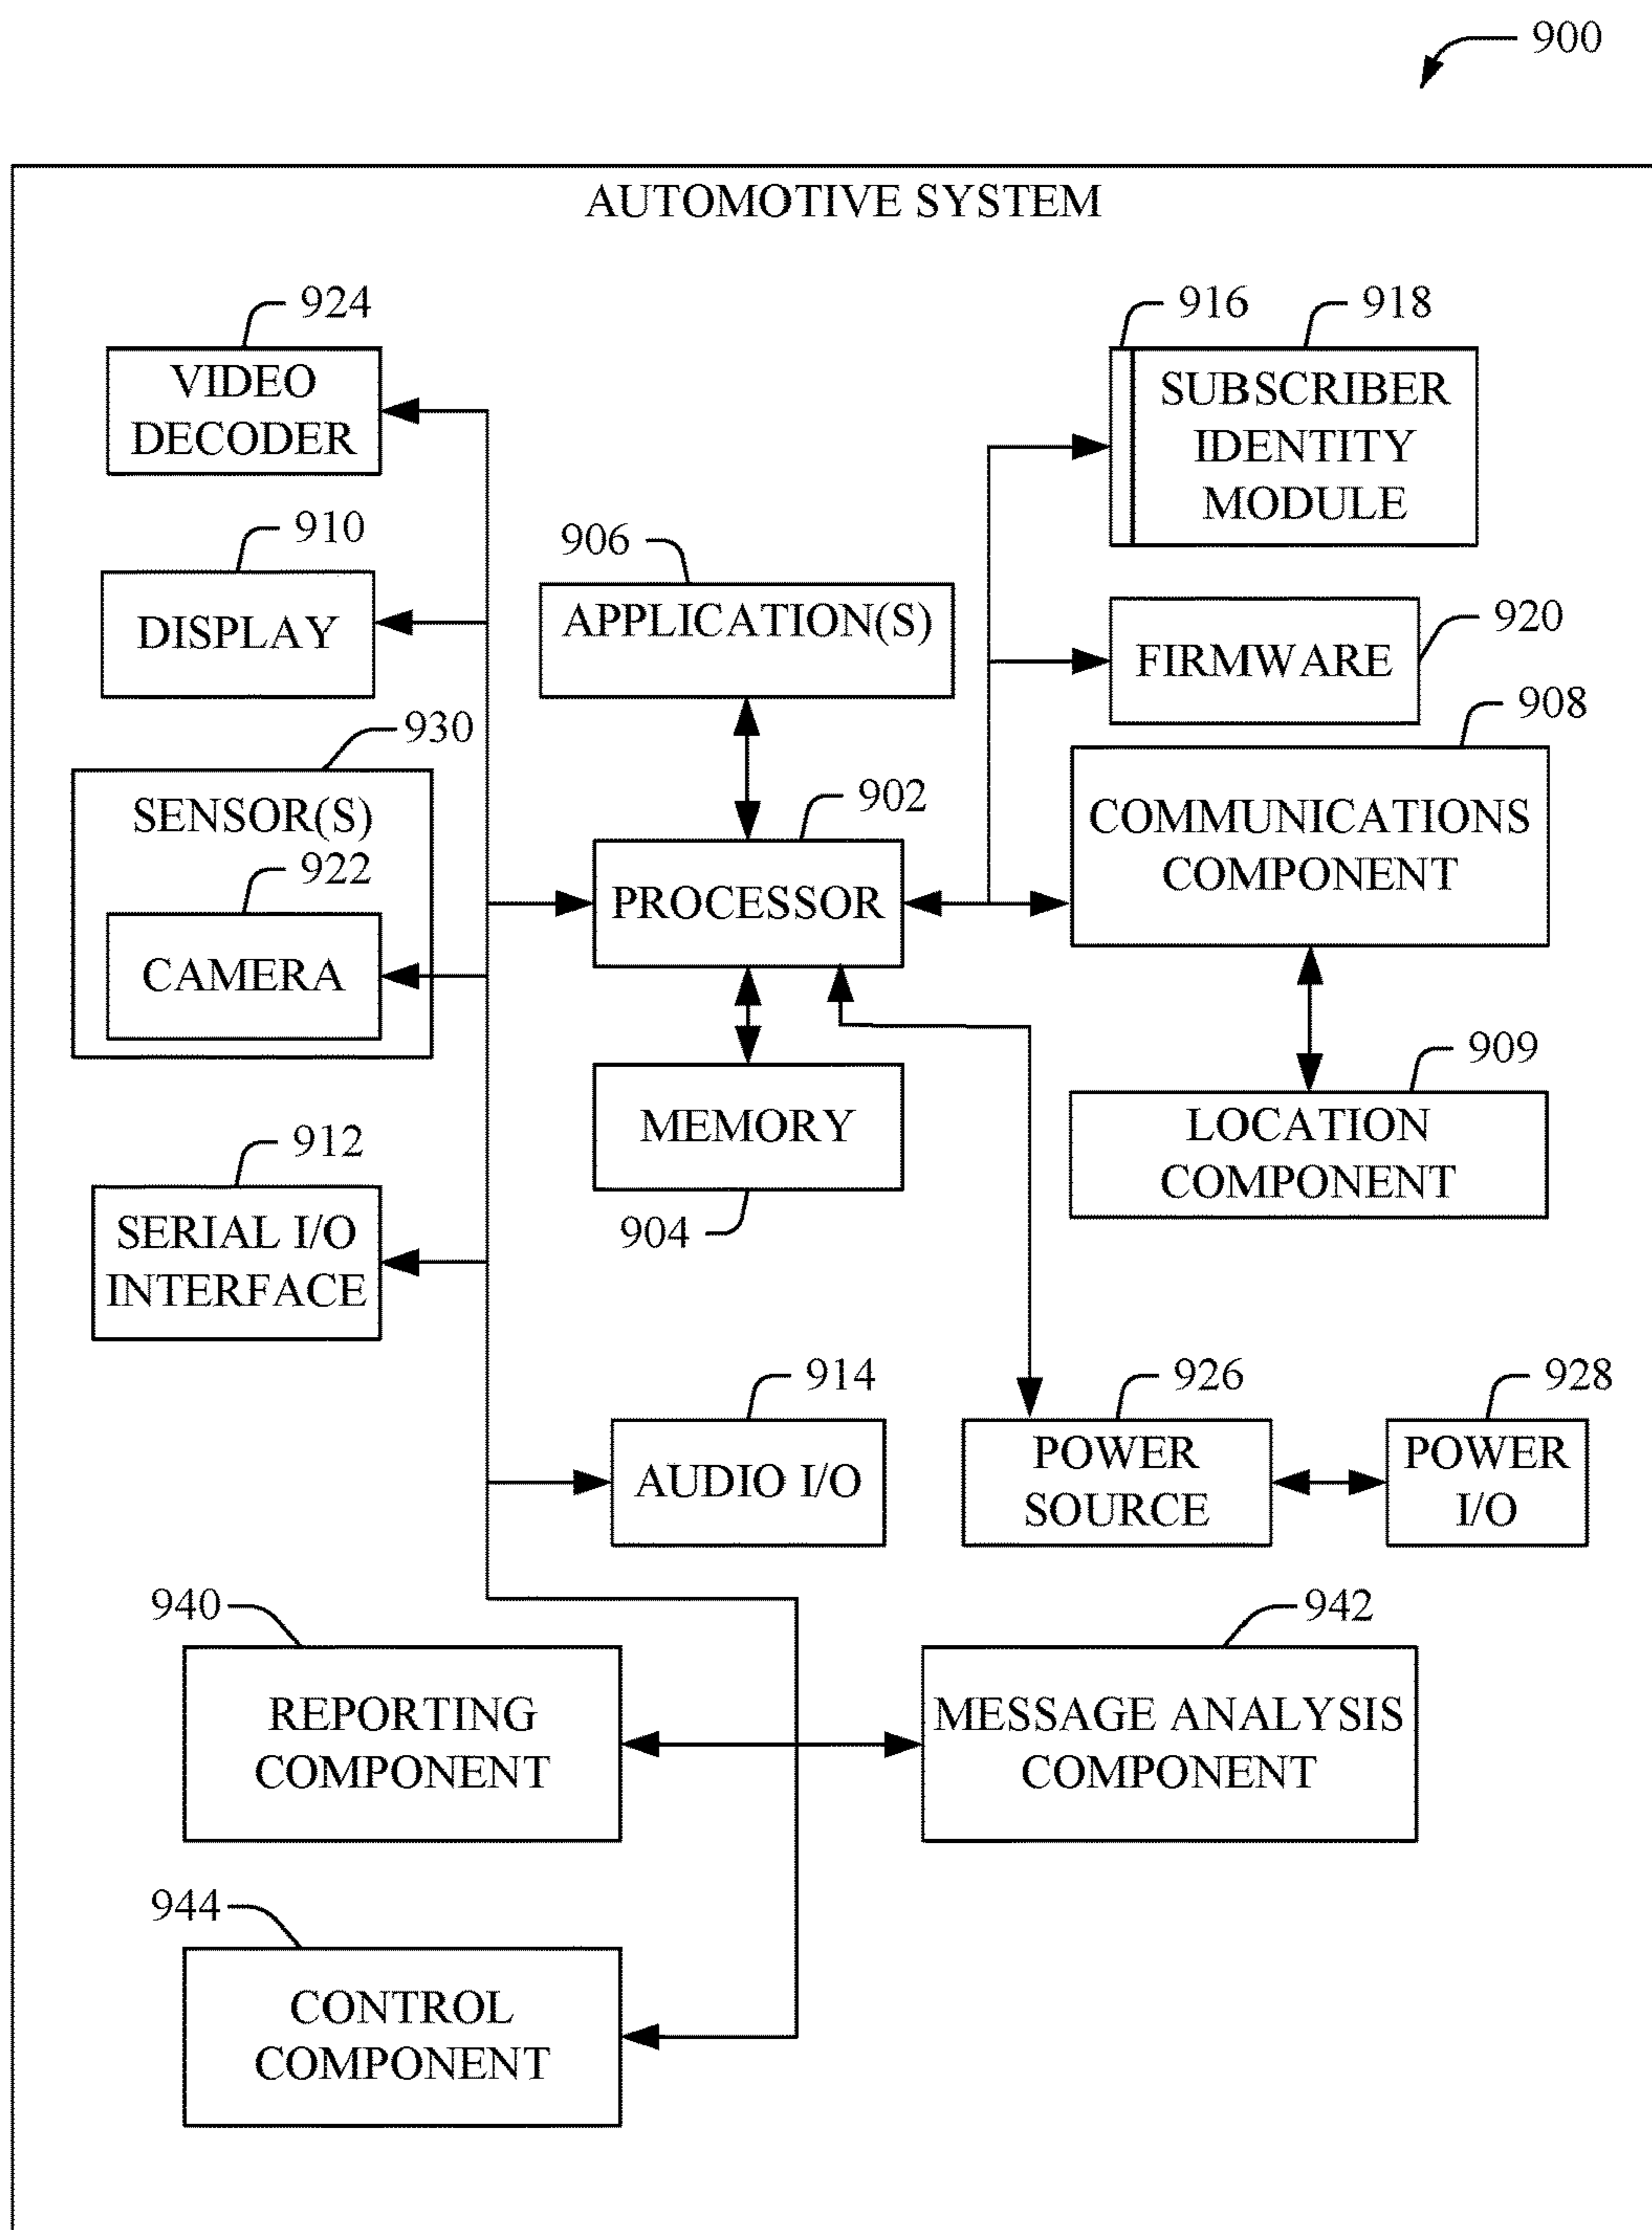 900
AUTOMOTIVE SYSTEM
924
VIDEO
DECODER
916
918
SUBSCRIBER
IDENTITY
MODULE
910
DISPLAY
906
APPLICATION(S)
920
FIRMWARE
930
SENSOR(S)
922
CAMERA
902
PROCESSOR
908
COMMUNICATIONS
COMPONENT
MEMORY
904
909
LOCATION
COMPONENT
912
SERIAL I/O
INTERFACE
914
AUDIO I/O
926
POWER
SOURCE
928
POWER
I/O
940
REPORTING
COMPONENT
942
MESSAGE ANALYSIS
COMPONENT
944
CONTROL
COMPONENT